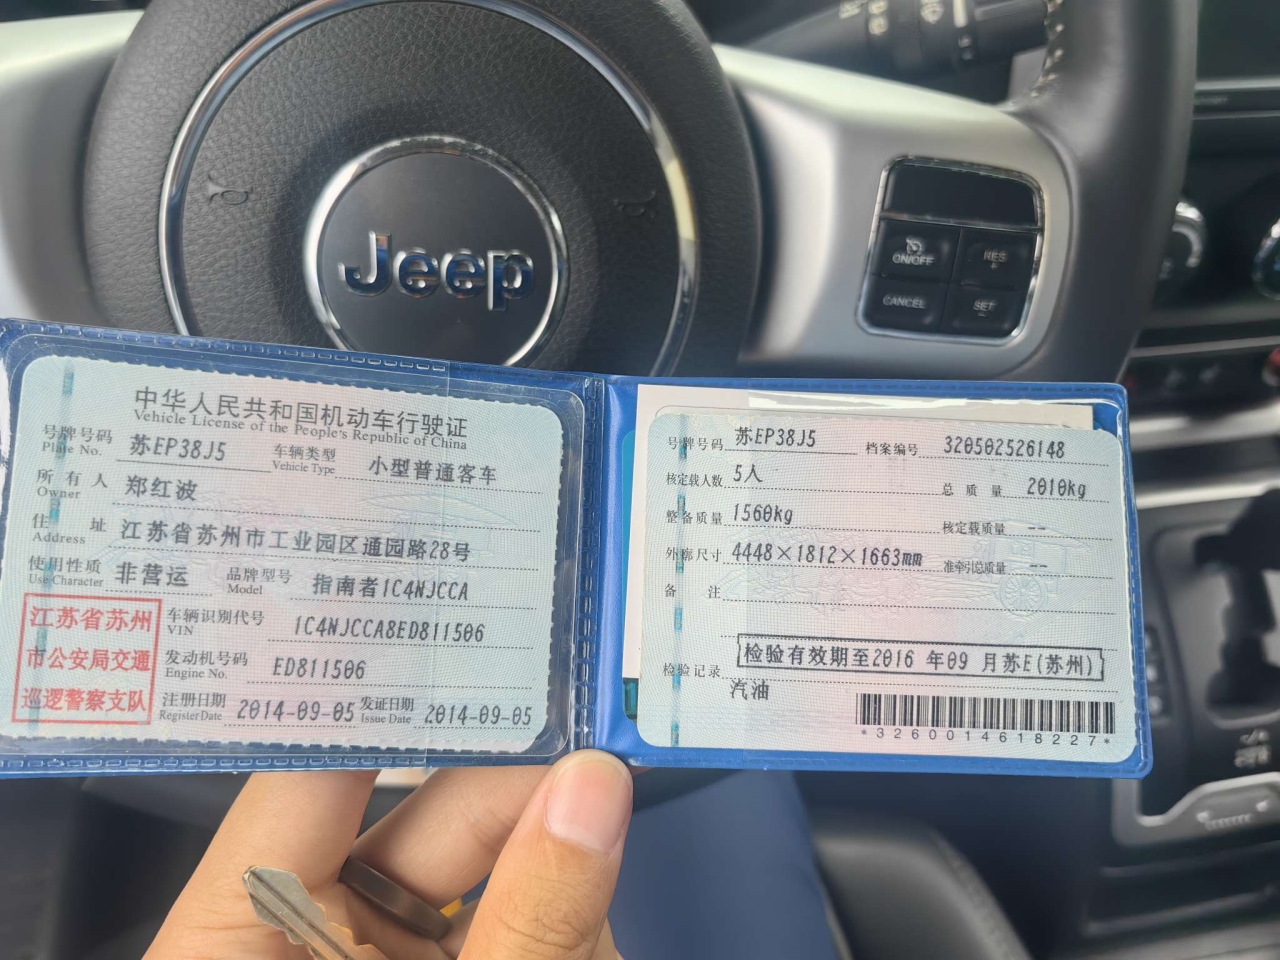 Jeep
ON/OFF
RES
+
CANCEL
SET
-
中华人民共和国机动车行驶证
Vehicle License of the People's Republic of China
号牌号码 苏EP38J5 车辆类型 小型普通客车
Plate No. Vehicle Type
所有人 郑红波
Owner
住址 江苏省苏州市工业园区通园路28号
Address
使用性质 非营运 品牌型号 指南者1C4NJCCA
Use Character Model
江苏省苏州
市公安局交通
巡逻警察支队
车辆识别代号 1C4NJCCA8ED811506
VIN
发动机号码 ED811506
Engine No.
注册日期 2014-09-05 发证日期 2014-09-05
Register Date Issue Date
号牌号码 苏EP38J5 档案编号 320502526148
核定载人数 5人 总质量 2010kg
整备质量 1560kg 核定载质量 --
外廓尺寸 4448×1812×1663mm 准牵引总质量 --
备注
检验记录 检验有效期至2016年09月苏E(苏州)
汽油
*3260014618227*